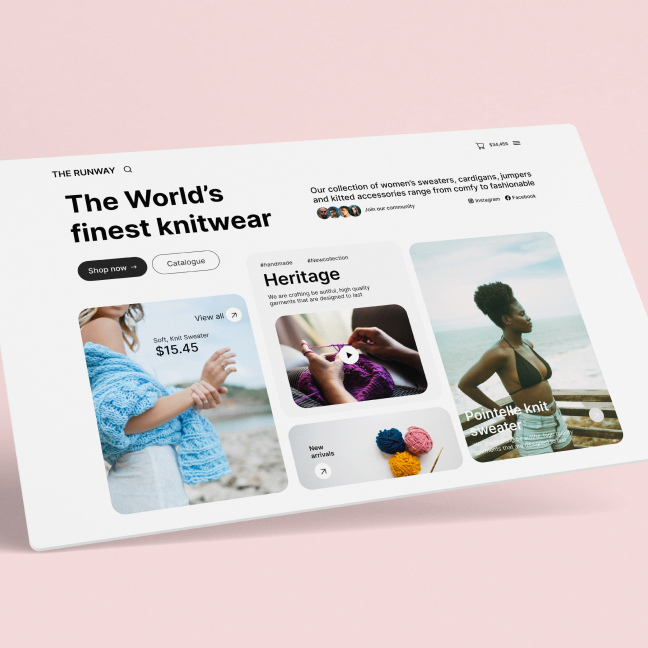 THE RUNWAY
$34,455
The World's
finest knitwear
Our collection of women's sweaters, cardigans, jumpers
and kilted accessories range from comfy to fashionable
Join our community
Instagram
Facebook
Shop now →
Catalogue
View all
Soft, Knit Sweater
$15.45
#handmade
#Newcollection
Heritage
We are crafting be autiful, high quality
garments that are designed to last
New
arrivals
Pointelle knit
sweater